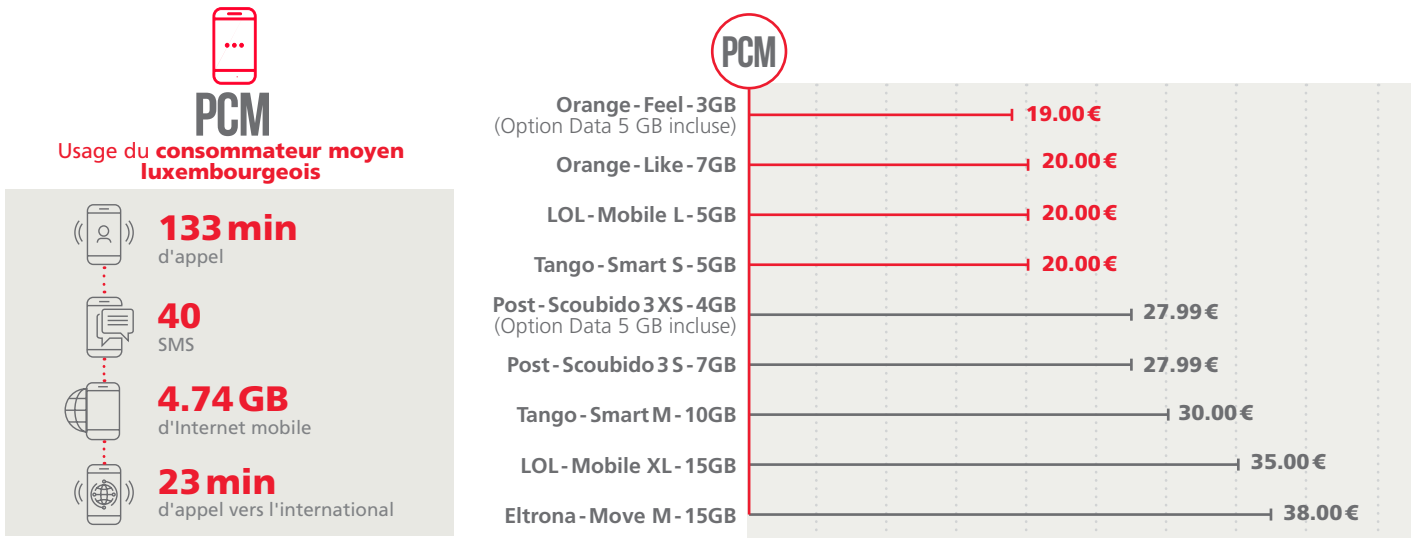 PCM
Usage du consommateur moyen
luxembourgeois
133 min
d'appel
40
SMS
4.74 GB
d'Internet mobile
23 min
d'appel vers l'international
PCM
Orange - Feel - 3GB
(Option Data 5 GB incluse)
19.00 €
Orange - Like - 7GB
20.00 €
LOL - Mobile L - 5GB
20.00 €
Tango - Smart S - 5GB
20.00 €
Post - Scoubido 3 XS - 4GB
(Option Data 5 GB incluse)
27.99 €
Post - Scoubido 3 S - 7GB
27.99 €
Tango - Smart M - 10GB
30.00 €
LOL - Mobile XL - 15GB
35.00 €
Eltrona - Move M - 15GB
38.00 €